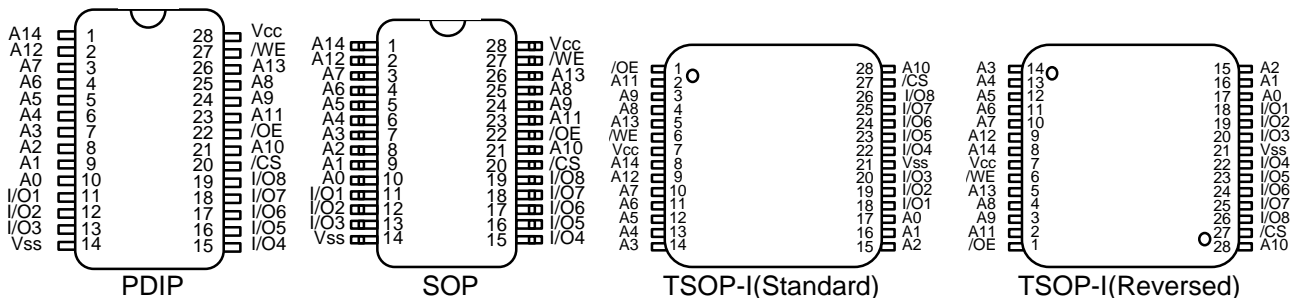 A14 1 28 Vcc
A12 2 27 /WE
A7 3 26 A13
A6 4 25 A8
A5 5 24 A9
A4 6 23 A11
A3 7 22 /OE
A2 8 21 A10
A1 9 20 /CS
A0 10 19 I/O8
I/O1 11 18 I/O7
I/O2 12 17 I/O6
I/O3 13 16 I/O5
Vss 14 15 I/O4
PDIP
A14 1 28 Vcc
A12 2 27 /WE
A7 3 26 A13
A6 4 25 A8
A5 5 24 A9
A4 6 23 A11
A3 7 22 /OE
A2 8 21 A10
A1 9 20 /CS
A0 10 19 I/O8
I/O1 11 18 I/O7
I/O2 12 17 I/O6
I/O3 13 16 I/O5
Vss 14 15 I/O4
SOP
/OE 1 28 A10
A11 2 27 /CS
A9 3 26 I/O8
A8 4 25 I/O7
A13 5 24 I/O6
/WE 6 23 I/O5
Vcc 7 22 I/O4
A14 8 21 Vss
A12 9 20 I/O3
A7 10 19 I/O2
A6 11 18 I/O1
A5 12 17 A0
A4 13 16 A1
A3 14 15 A2
TSOP-I(Standard)
A3 14 15 A2
A4 13 16 A1
A5 12 17 A0
A6 11 18 I/O1
A7 10 19 I/O2
A12 9 20 I/O3
A14 8 21 Vss
Vcc 7 22 I/O4
/WE 6 23 I/O5
A13 5 24 I/O6
A8 4 25 I/O7
A9 3 26 I/O8
A11 2 27 /CS
/OE 1 28 A10
TSOP-I(Reversed)